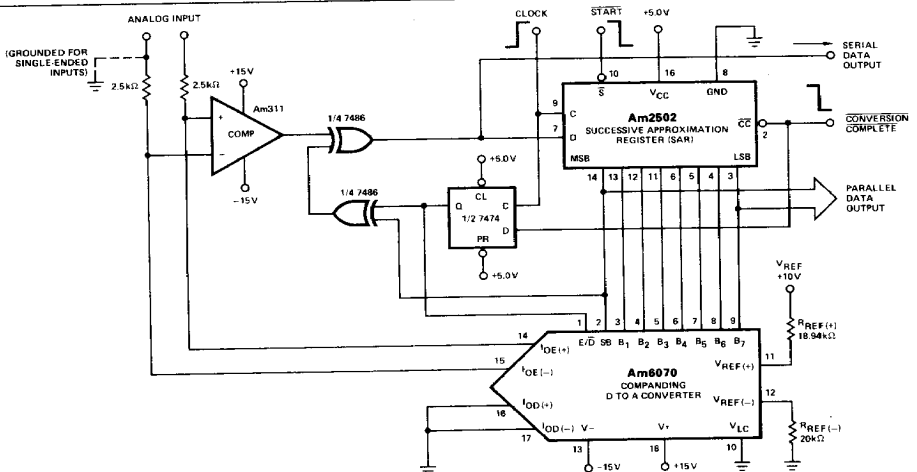 ANALOG INPUT
(GROUNDED FOR
SINGLE-ENDED
INPUTS)
2.5kΩ
2.5kΩ
+15V
Am311
+
COMP
−
−15V
1/4 7486
1/4 7486
CLOCK
START
+5.0V
SERIAL
DATA
OUTPUT
10
16
8
S
VCC
GND
9
C
7
D
Am2502
SUCCESSIVE APPROXIMATION
REGISTER (SAR)
CC
2
CONVERSION
COMPLETE
MSB
LSB
14
13
12
11
6
5
4
3
+5.0V
CL
Q
C
1/2 7474
D
PR
+5.0V
PARALLEL
DATA
OUTPUT
VREF
+10V
RREF(+)
18.94kΩ
1
2
3
4
5
6
7
8
9
E/D
SB
B1
B2
B3
B4
B5
B6
B7
14
IOE(+)
15
IOE(−)
16
IOD(+)
17
IOD(−)
Am6070
COMPANDING
D TO A CONVERTER
11
VREF(+)
12
VREF(−)
RREF(−)
20kΩ
V−
V+
VLC
13
18
10
−15V
+15V